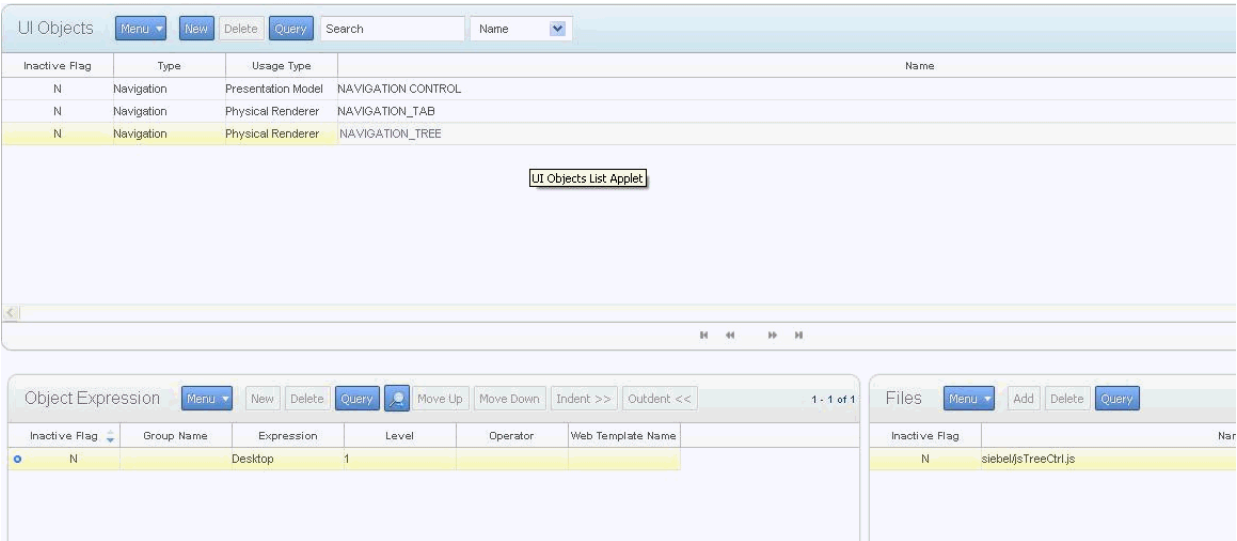 UI Objects Menu New Delete Query Search Name
Inactive Flag Type Usage Type Name
N Navigation Presentation Model NAVIGATION CONTROL
N Navigation Physical Renderer NAVIGATION_TAB
N Navigation Physical Renderer NAVIGATION_TREE
UI Objects List Applet
Object Expression Menu New Delete Query Move Up Move Down Indent >> Outdent << 1 - 1 of 1
Inactive Flag Group Name Expression Level Operator Web Template Name
N Desktop 1
Files Menu Add Delete Query
Inactive Flag Nar
N siebel/jsTreeCtrl.js